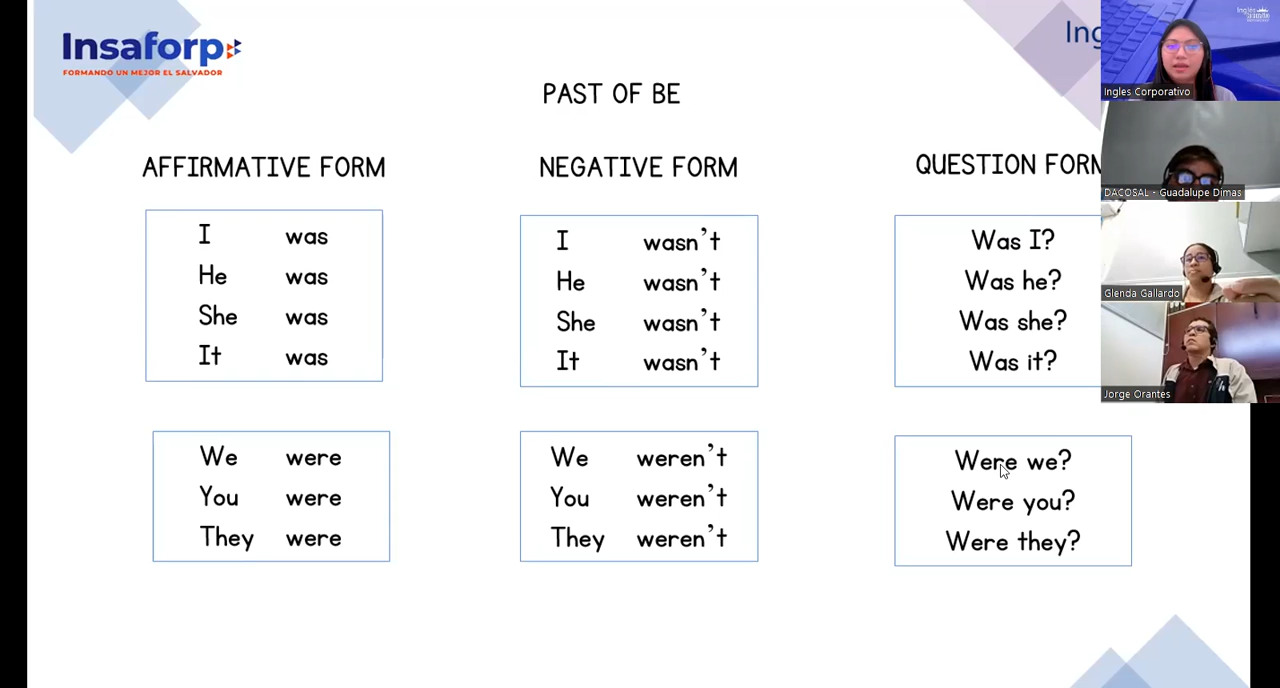 Insaforp
FORMANDO UN MEJOR EL SALVADOR
Ing
PAST OF BE
AFFIRMATIVE FORM
I was
He was
She was
It was
We were
You were
They were
NEGATIVE FORM
I wasn't
He wasn't
She wasn't
It wasn't
We weren't
You weren't
They weren't
QUESTION FORM
Was I?
Was he?
Was she?
Was it?
Were we?
Were you?
Were they?
Ingles Corporativo
DACOSAL - Guadalupe Dimas
Glenda Gallardo
Jorge Orantes